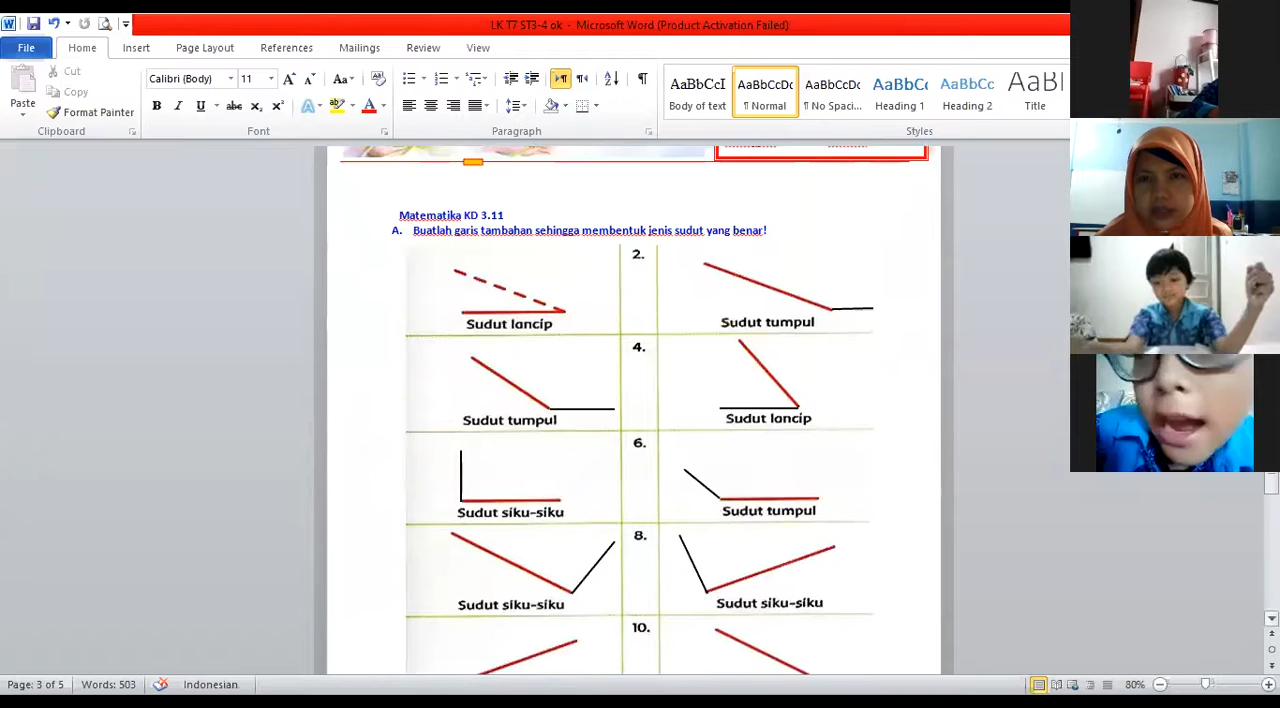 LK T7 ST3-4 ok - Microsoft Word (Product Activation Failed)
File Home Insert Page Layout References Mailings Review View
Paste
Cut
Copy
Format Painter
Clipboard
Calibri (Body) 11
Font
Paragraph
AaBbCcI AaBbCcDc AaBbCcDc AaBbCc AaBbCc AaBI
Body of text ¶ Normal ¶ No Spaci... Heading 1 Heading 2 Title
Styles
Matematika KD 3.11
A. Buatlah garis tambahan sehingga membentuk jenis sudut yang benar!
Sudut lancip
2.
Sudut tumpul
Sudut tumpul
4.
Sudut lancip
Sudut siku-siku
6.
Sudut tumpul
Sudut siku-siku
8.
Sudut siku-siku
10.
Page: 3 of 5 Words: 503 Indonesian 80%